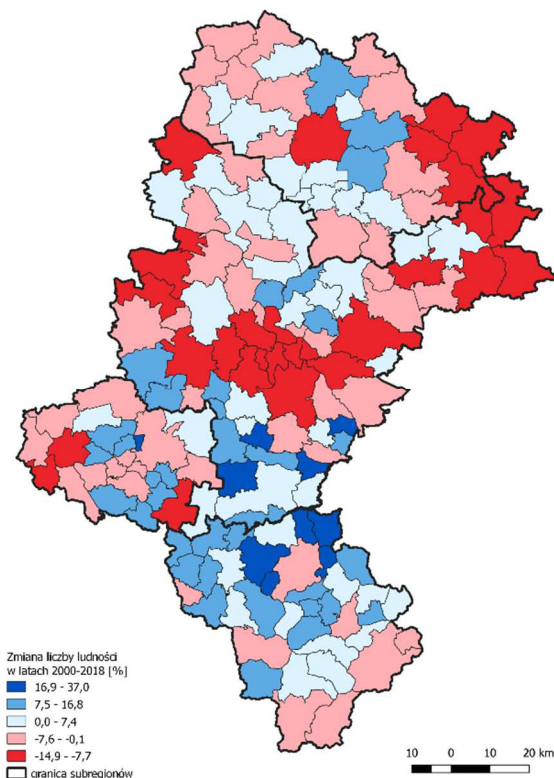 Zmiana liczby ludności
w latach 2000-2018 [%]
16,9 - 37,0
7,5 - 16,8
0,0 - 7,4
-7,6 - -0,1
-14,9 - -7,7
granica subregionów
10 0 10 20 km